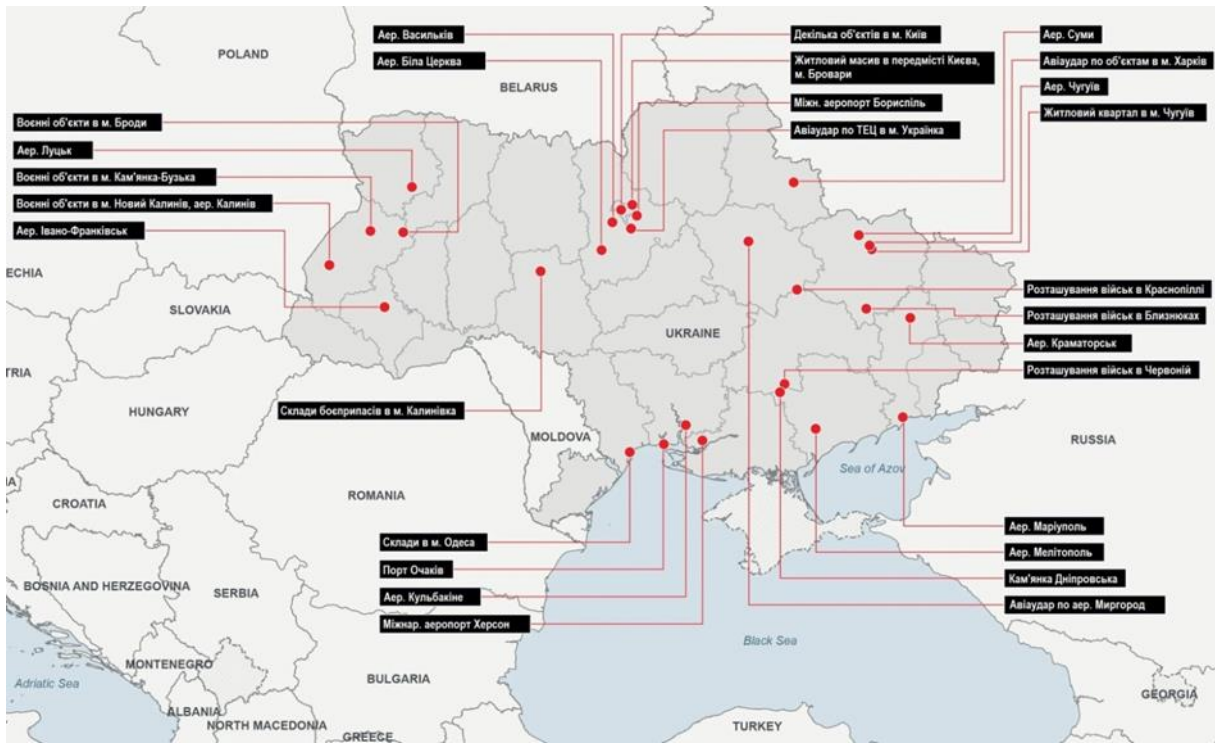 POLAND
BELARUS
ECHIA
SLOVAKIA
TRIA
HUNGARY
UKRAINE
MOLDOVA
ROMANIA
RUSSIA
CROATIA
BOSNIA AND HERZEGOVINA
SERBIA
MONTENEGRO
BULGARIA
ALBANIA
NORTH MACEDONIA
GREECE
TURKEY
GEORGIA
Adriatic Sea
Black Sea
Sea of Azov
Аер. Васильків
Аер. Біла Церква
Воєнні об'єкти в м. Броди
Аер. Луцьк
Воєнні об'єкти в м. Кам'янка-Бузька
Воєнні об'єкти в м. Новий Калинів, аер. Калинів
Аер. Івано-Франківськ
Декілька об'єктів в м. Київ
Житловий масив в передмісті Києва,
м. Бровари
Міжн. аеропорт Бориспіль
Авіаудар по ТЕЦ в м. Українка
Аер. Суми
Авіаудар по об'єктам в м. Харків
Аер. Чугуїв
Житловий квартал в м. Чугуїв
Розташування військ в Краснопіллі
Розташування військ в Близнюках
Аер. Краматорськ
Розташування військ в Червоній
Склади боєприпасів в м. Калинівка
Склади в м. Одеса
Порт Очаків
Аер. Кульбакіне
Міжнар. аеропорт Херсон
Аер. Маріуполь
Аер. Мелітополь
Кам'янка Дніпровська
Авіаудар по аер. Миргород